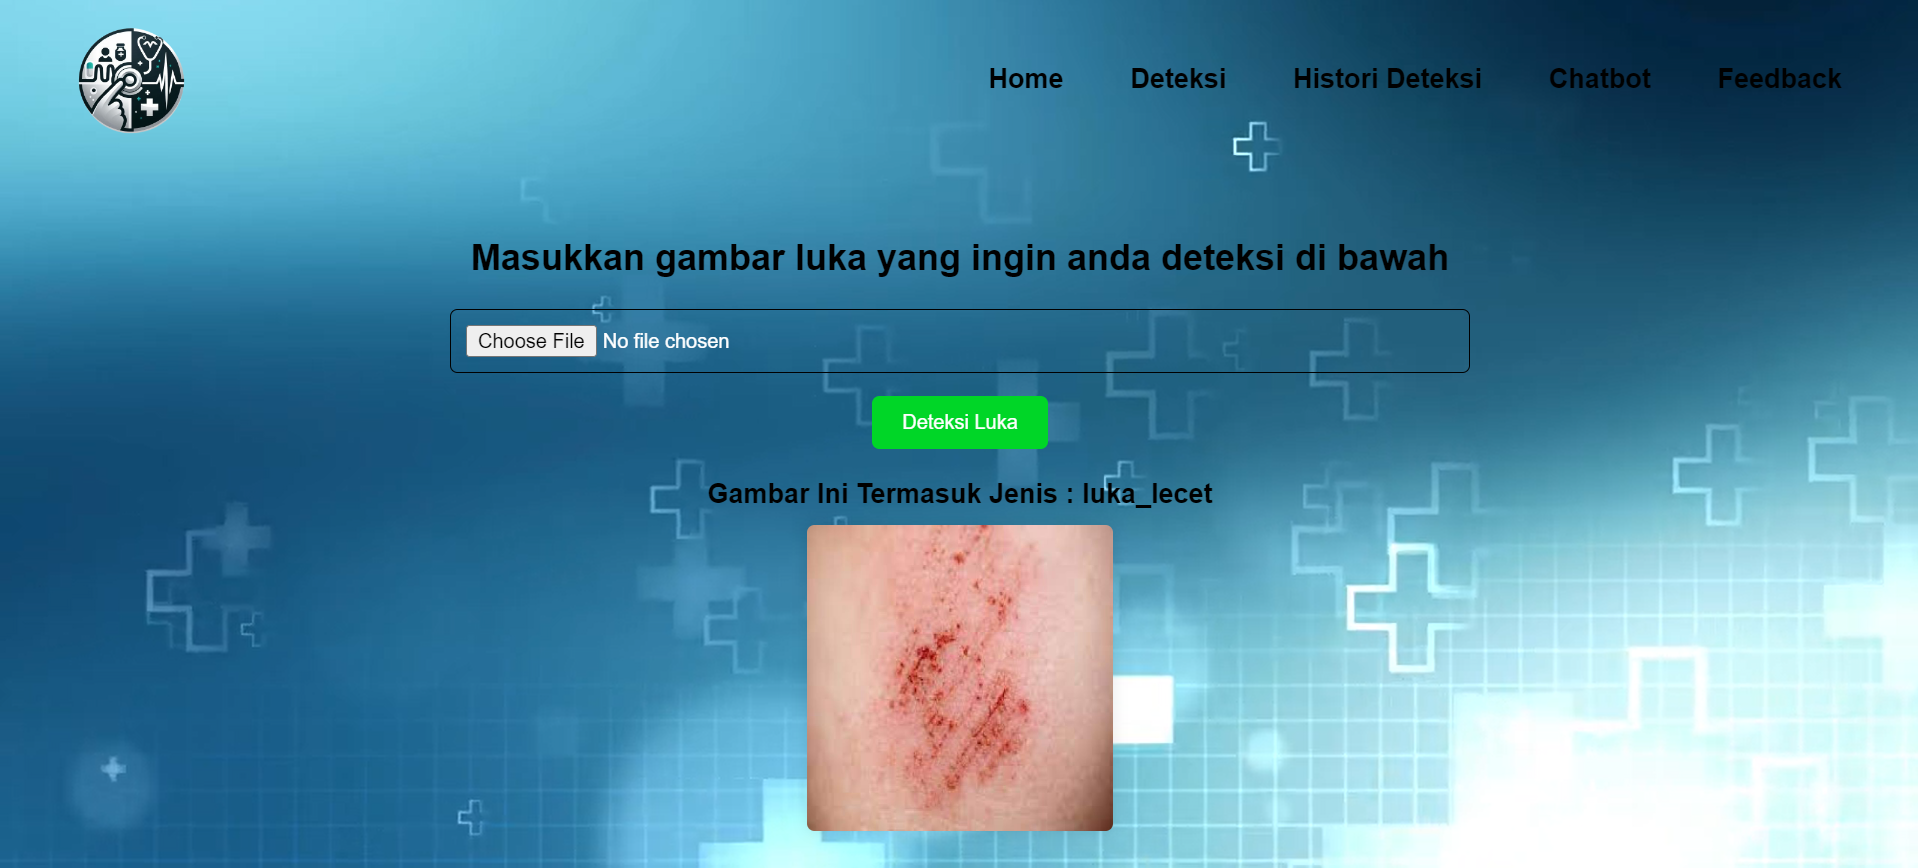 Home
Deteksi
Histori Deteksi
Chatbot
Feedback
Masukkan gambar luka yang ingin anda deteksi di bawah
Choose File No file chosen
Deteksi Luka
Gambar Ini Termasuk Jenis : luka_lecet